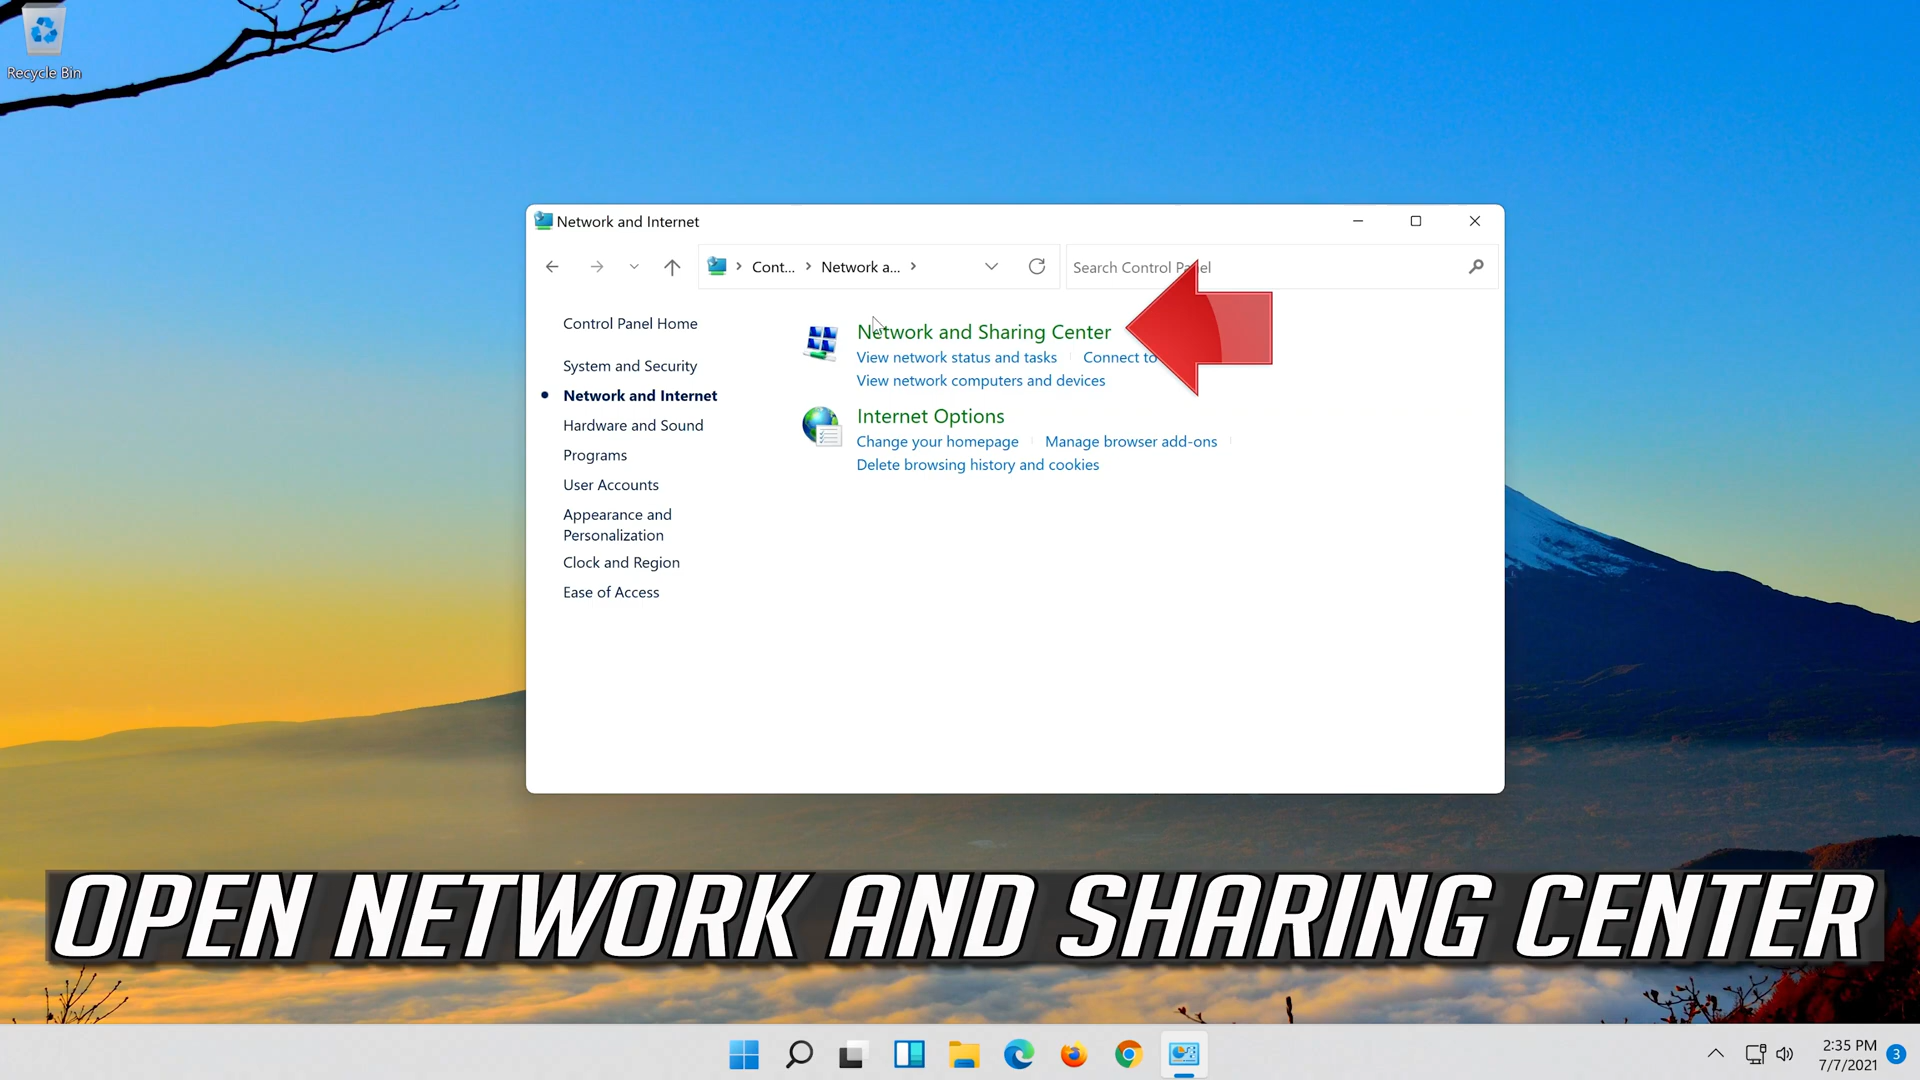 Recycle Bin
Network and Internet
Cont...
Network a...
Search Control Panel
Control Panel Home
System and Security
Network and Internet
Hardware and Sound
Programs
User Accounts
Appearance and
Personalization
Clock and Region
Ease of Access
Network and Sharing Center
View network status and tasks
Connect to
View network computers and devices
Internet Options
Change your homepage
Manage browser add-ons
Delete browsing history and cookies
OPEN NETWORK AND SHARING CENTER
2:35 PM
7/7/2021
3